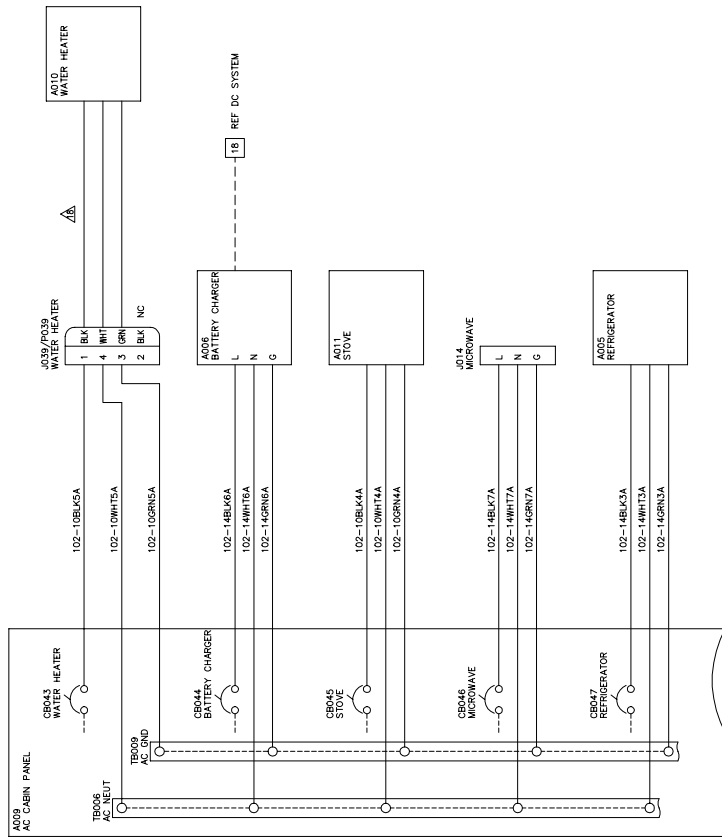 A010
WATER HEATER
18
J039/P039
WATER HEATER
1 BLK
4 WHT
3 GRN
2 BLK NC
18 REF DC SYSTEM
A006
BATTERY CHARGER
L
N
G
A011
STOVE
J014
MICROWAVE
L
N
G
A005
REFRIGERATOR
102-10BLK5A
102-10WHT5A
102-10GRN5A
102-14BLK6A
102-14WHT6A
102-14GRN6A
102-10BLK4A
102-10WHT4A
102-10GRN4A
102-14BLK7A
102-14WHT7A
102-14GRN7A
102-14BLK3A
102-14WHT3A
102-14GRN3A
A009
AC CABIN PANEL
CB043
WATER HEATER
CB044
BATTERY CHARGER
CB045
STOVE
CB046
MICROWAVE
CB047
REFRIGERATOR
TB009
AC GND
TB006
AC NEUT